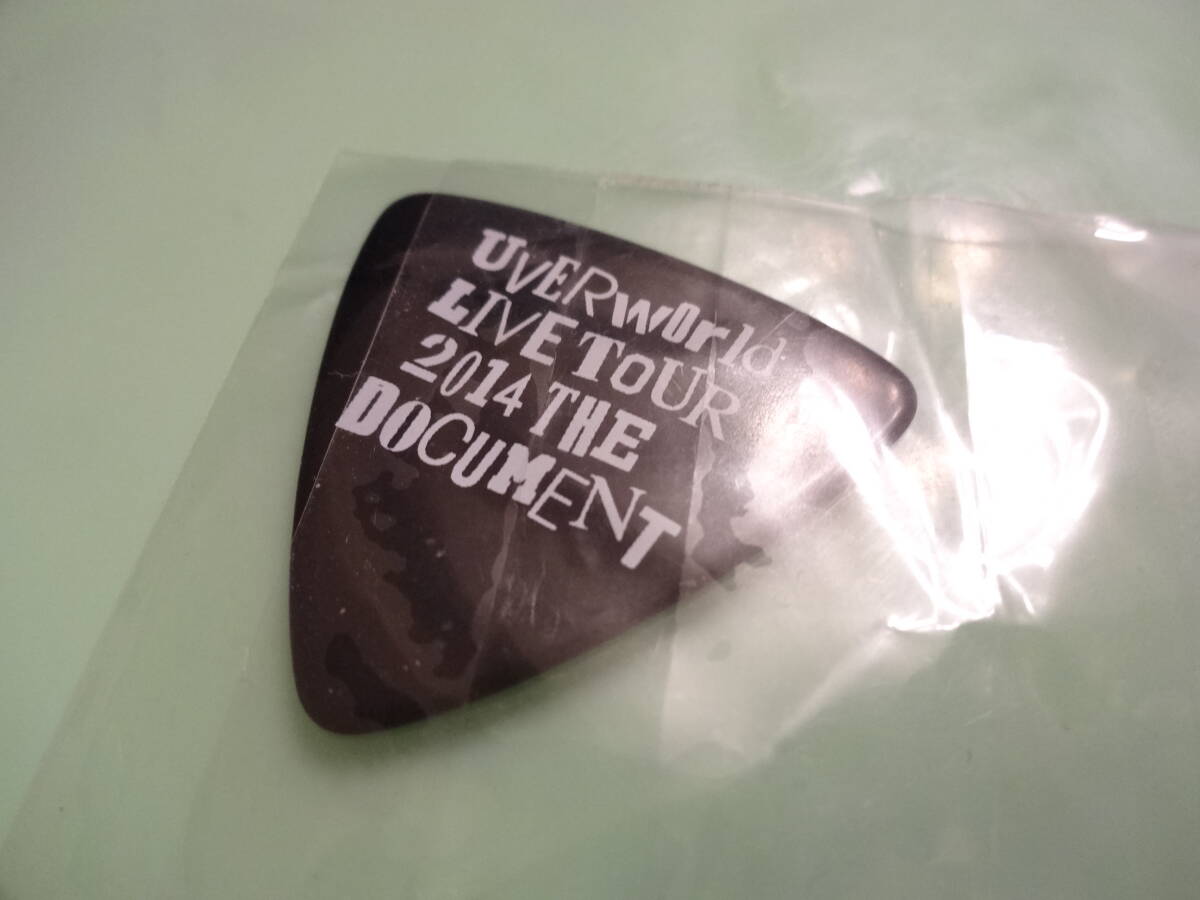 UVERworld
LIVE TOUR
2014 THE
DOCUMENT